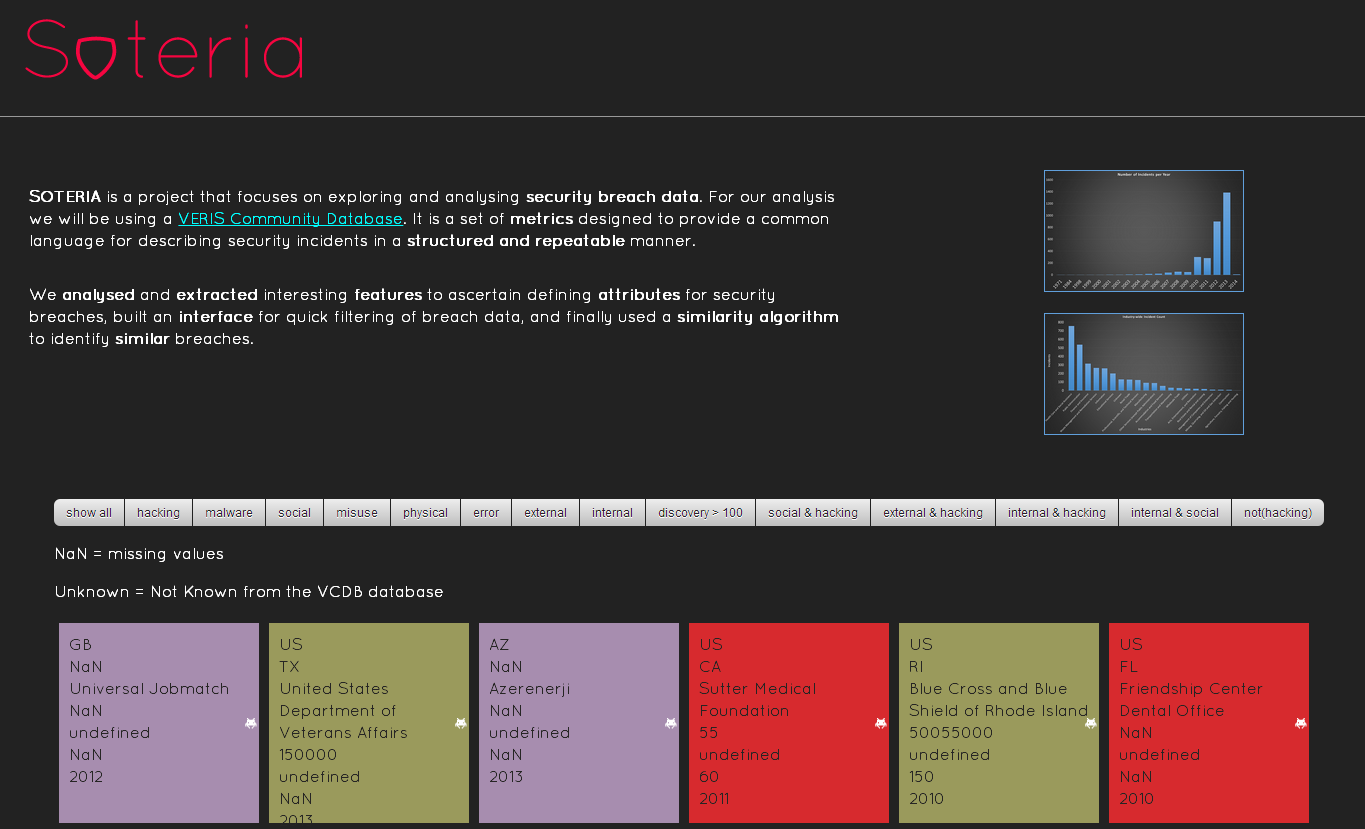 Soteria
SOTERIA is a project that focuses on exploring and analysing security breach data. For our analysis
we will be using a VERIS Community Database. It is a set of metrics designed to provide a common
language for describing security incidents in a structured and repeatable manner.
We analysed and extracted interesting features to ascertain defining attributes for security
breaches, built an interface for quick filtering of breach data, and finally used a similarity algorithm
to identify similar breaches.
Number of Incidents per Year
show all
hacking
malware
social
misuse
physical
error
external
internal
discovery > 100
social & hacking
external & hacking
internal & hacking
internal & social
not(hacking)
NaN = missing values
Unknown = Not Known from the VCDB database
GB
NaN
Universal Jobmatch
NaN
undefined
NaN
2012
US
TX
United States
Department of
Veterans Affairs
150000
undefined
NaN
2013
AZ
NaN
Azerenerji
NaN
undefined
NaN
2013
US
CA
Sutter Medical
Foundation
55
undefined
60
2011
US
RI
Blue Cross and Blue
Shield of Rhode Island
50055000
undefined
150
2010
US
FL
Friendship Center
Dental Office
NaN
undefined
NaN
2010